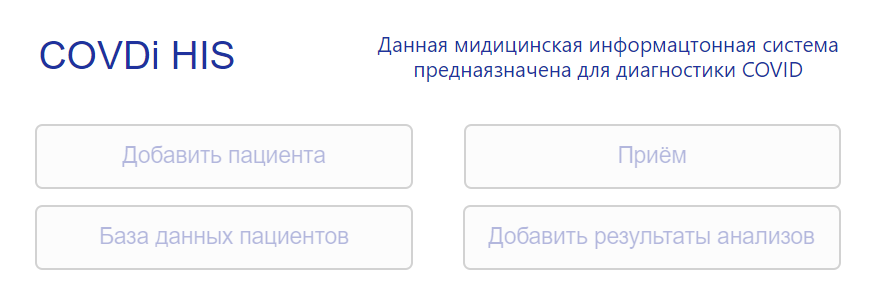 COVDi HIS
Данная мидицинская информацтонная система
преднаязначена для диагностики COVID
Добавить пациента
Приём
База данных пациентов
Добавить результаты анализов